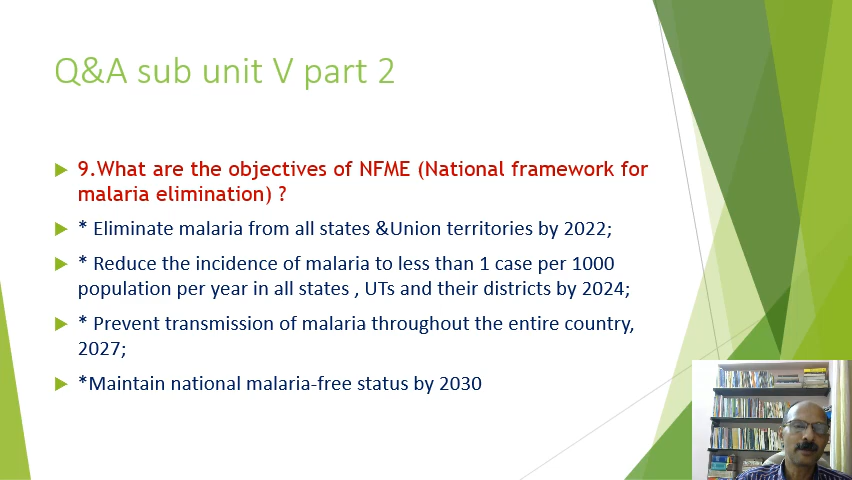 Q&A sub unit V part 2
9.What are the objectives of NFME (National framework for
malaria elimination) ?
* Eliminate malaria from all states &Union territories by 2022;
* Reduce the incidence of malaria to less than 1 case per 1000
population per year in all states , UTs and their districts by 2024;
* Prevent transmission of malaria throughout the entire country,
2027;
*Maintain national malaria-free status by 2030